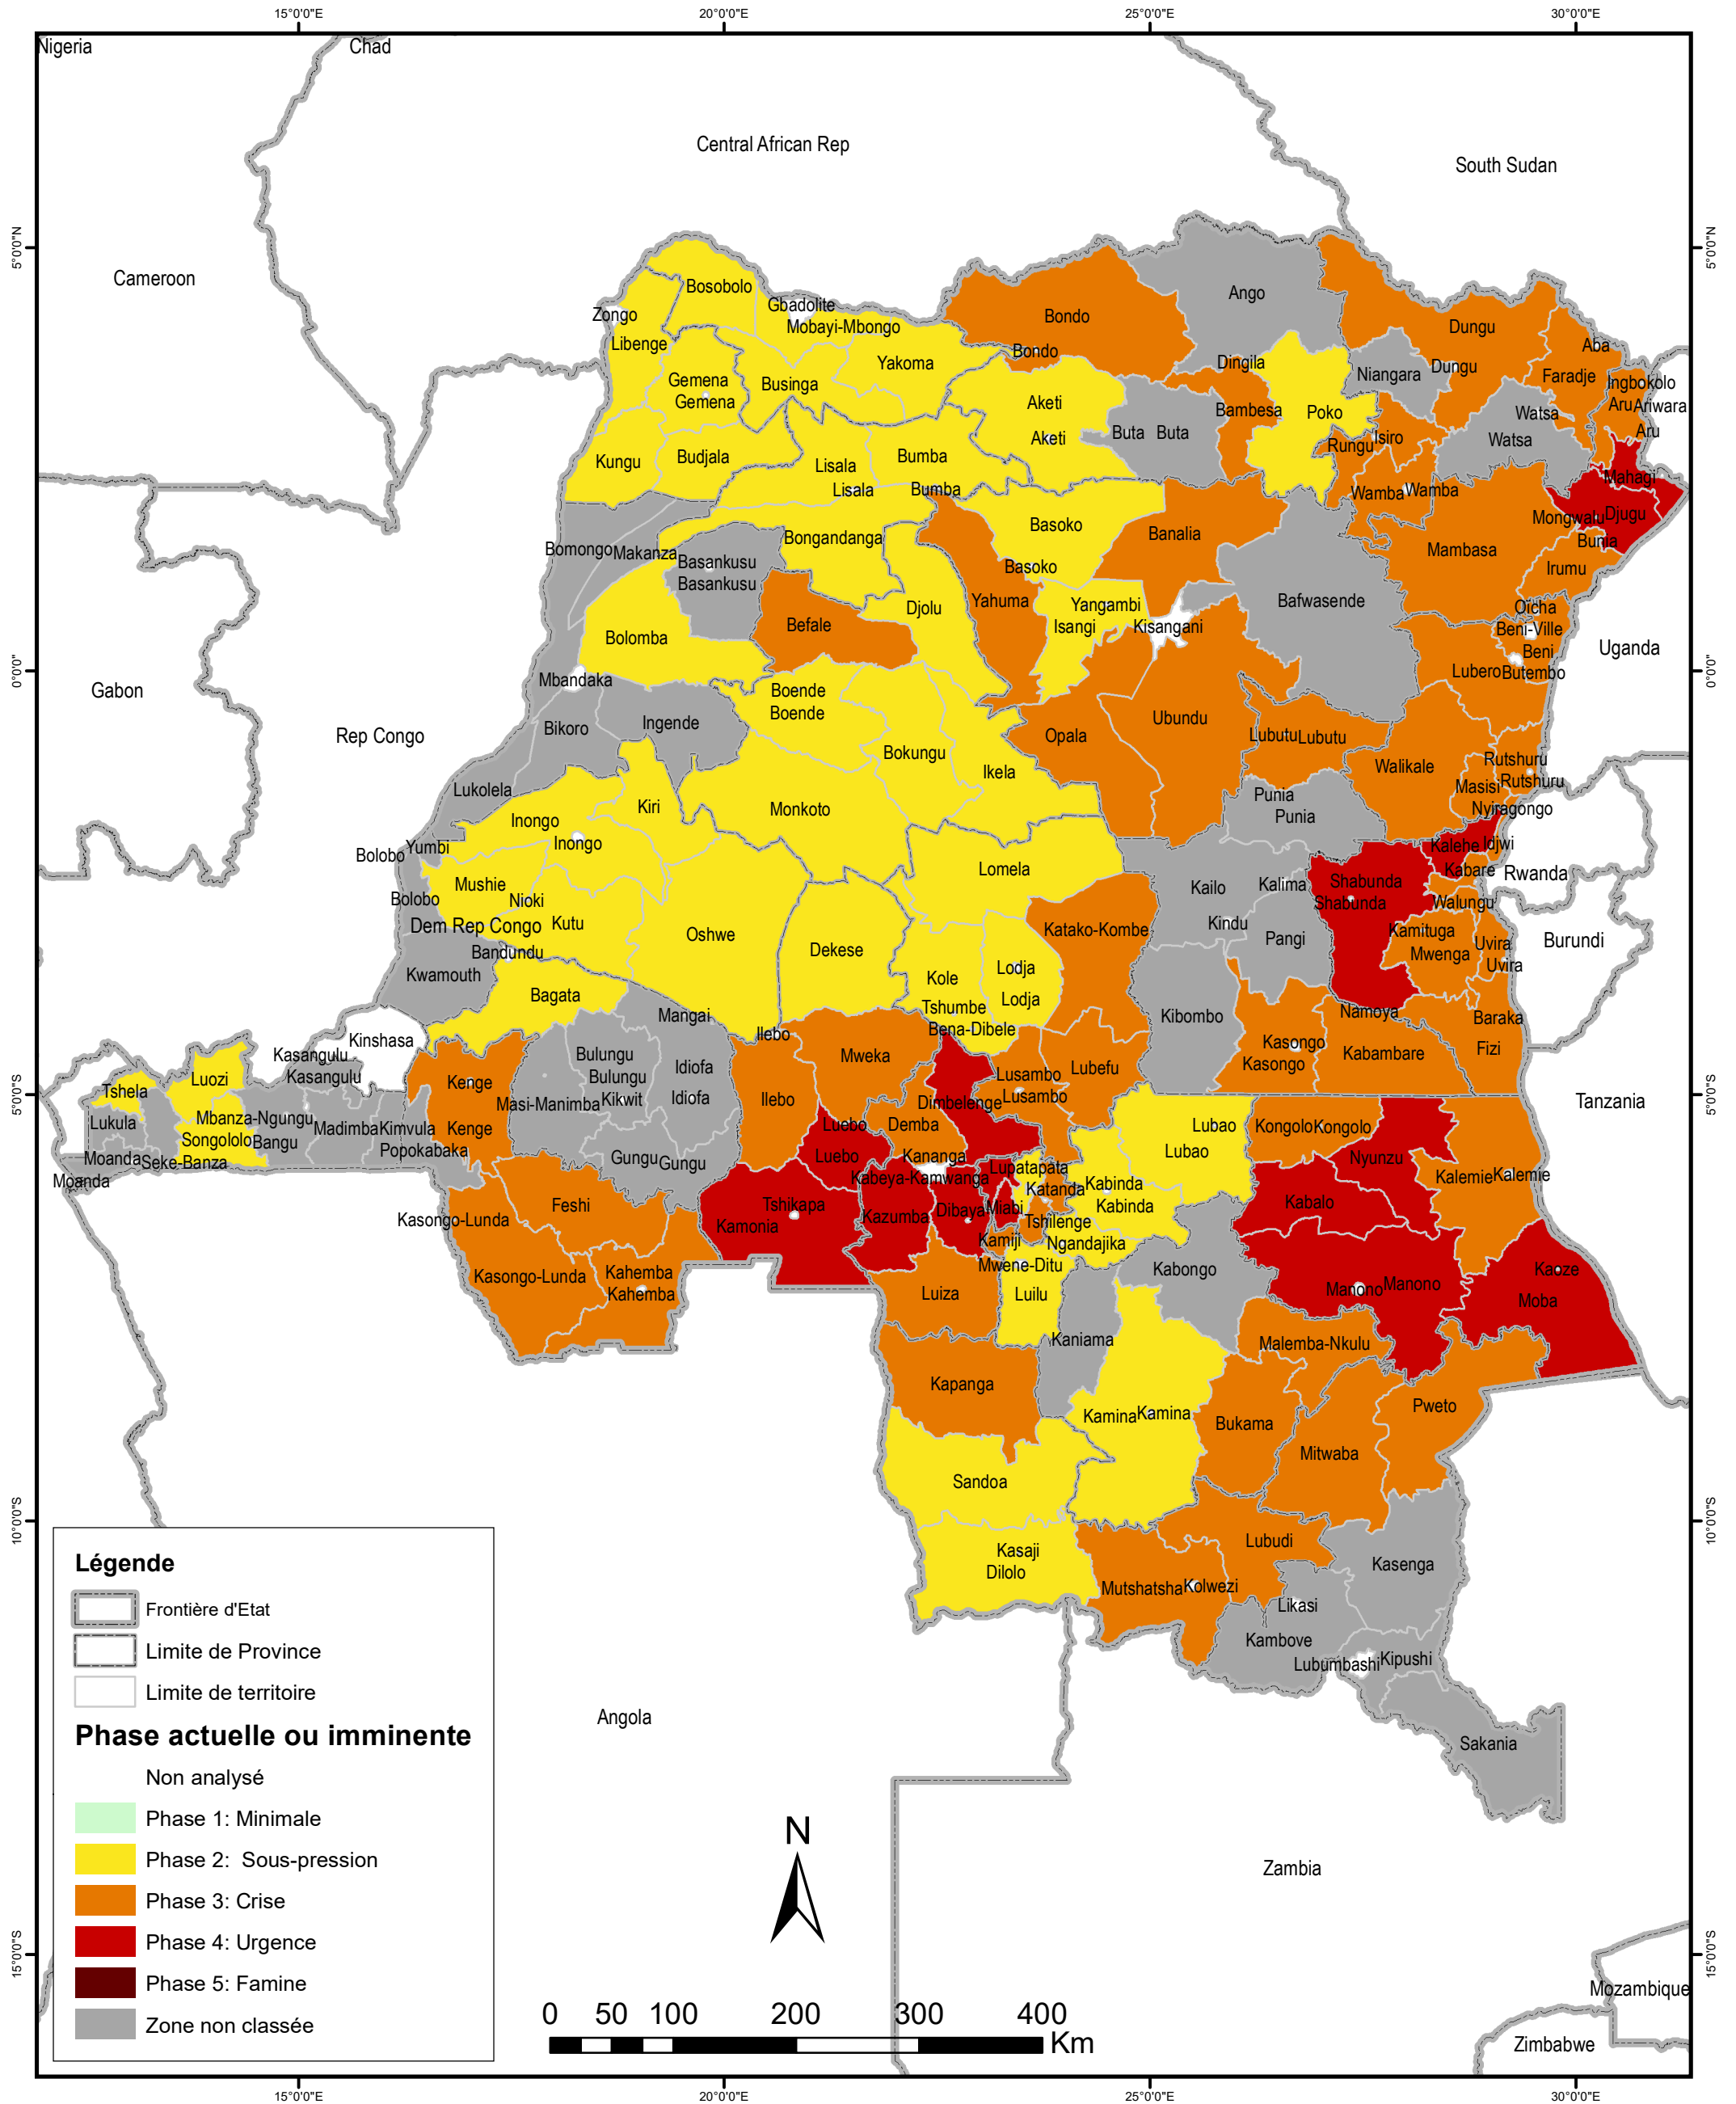 15°0'0"E
20°0'0"E
25°0'0"E
30°0'0"E
Nigeria
Chad
Central African Rep
South Sudan
5°0'0"N
5°0'0"N
Cameroon
Bosobolo
Gbadolite
Zongo
Mobayi-Mbongo
Libenge
Yakoma
Gemena
Gemena
Businga
Kungu
Budjala
Lisala
Lisala
Bumba
Bumba
Bondo
Bondo
Ango
Dingila
Dungu
Dungu
Aba
Niangara
Faradje
Ingbokolo
Aru
Ariwara
Aru
Aketi
Aketi
Buta
Buta
Bambesa
Poko
Isiro
Rungu
Watsa
Watsa
Wamba
Wamba
Mahagi
Mongwalu
Djugu
Bunia
Irumu
Mambasa
Bomongo
Makanza
Basankusu
Basankusu
Bongandanga
Basoko
Basoko
Banalia
Yahuma
Yangambi
Isangi
Kisangani
Bafwasende
Oïcha
Beni-Ville
Beni
Lubero
Butembo
Uganda
Befale
Djolu
Bolomba
0°0'0"
0°0'0"
Gabon
Rep Congo
Mbandaka
Boende
Boende
Bikoro
Ingende
Bokungu
Opala
Ubundu
Lubutu
Lubutu
Walikale
Rutshuru
Rutshuru
Masisi
Nyiragongo
Ikela
Lukolela
Kiri
Monkoto
Inongo
Inongo
Punia
Punia
Kalehe
Idjwi
Kabare
Rwanda
Yumbi
Bolobo
Bolobo
Mushie
Nioki
Kutu
Dem Rep Congo
Lomela
Kailo
Kalima
Shabunda
Shabunda
Walungu
Kindu
Pangi
Kamituga
Mwenga
Uvira
Uvira
Burundi
Oshwe
Dekese
Katako-Kombe
Bandundu
Kwamouth
Bagata
Kole
Lodja
Lodja
Tshumbe
Bena-Dibele
Kibombo
Namoya
Baraka
Fizi
Mangai
Ilebo
Ilebo
Mweka
Kinshasa
Kasangulu
Kasangulu
Bulungu
Bulungu
Idiofa
Idiofa
Kikwit
Masi-Manimba
Kenge
Kenge
Lusambo
Lusambo
Lubefu
Kasongo
Kasongo
Kabambare
5°0'0"S
5°0'0"S
Tanzania
Tshela
Luozi
Lukula
Mbanza-Ngungu
Songololo
Bangu
Madimba
Kimvula
Popokabaka
Moanda
Moanda
Seke-Banza
Gungu
Gungu
Dimbelenge
Demba
Luebo
Luebo
Kananga
Kabeya-Kamwanga
Lupatapata
Katanda
Lubao
Lubao
Kabinda
Kabinda
Kongolo
Kongolo
Nyunzu
Kalemie
Kalemie
Kabalo
Kasongo-Lunda
Kasongo-Lunda
Feshi
Kahemba
Kahemba
Tshikapa
Kamonia
Kazumba
Dibaya
Miabi
Tshilenge
Kamiji
Ngandajika
Mwene-Ditu
Luilu
Luiza
Kabongo
Kaniama
Manono
Manono
Kaoze
Moba
Malemba-Nkulu
Kapanga
Kamina
Kamina
Bukama
Mitwaba
Pweto
Sandoa
10°0'0"S
10°0'0"S
Kasaji
Dilolo
Lubudi
Mutshatsha
Kolwezi
Kasenga
Likasi
Kambove
Lubumbashi
Kipushi
Sakania
Angola
Zambia
Mozambique
Zimbabwe
15°0'0"S
15°0'0"S
Légende
Frontière d'Etat
Limite de Province
Limite de territoire
Phase actuelle ou imminente
Non analysé
Phase 1: Minimale
Phase 2: Sous-pression
Phase 3: Crise
Phase 4: Urgence
Phase 5: Famine
Zone non classée
N
0 50 100 200 300 400
Km
15°0'0"E
20°0'0"E
25°0'0"E
30°0'0"E